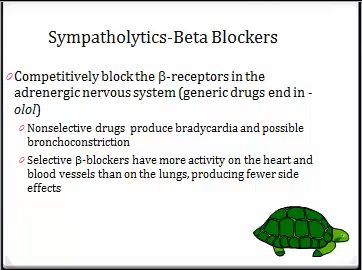 Sympatholytics-Beta Blockers
Competitively block the β-receptors in the
adrenergic nervous system (generic drugs end in -
olol)
Nonselective drugs produce bradycardia and possible
bronchoconstriction
Selective β-blockers have more activity on the heart and
blood vessels than on the lungs, producing fewer side
effects